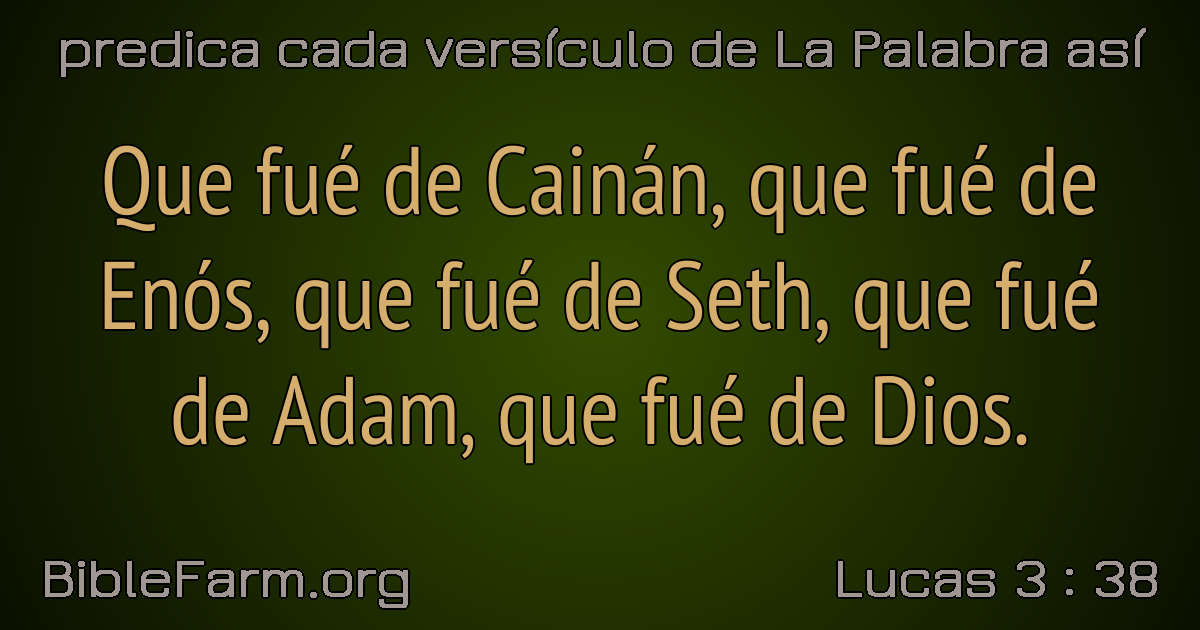 predica cada versículo de La Palabra así
Que fué de Cainán, que fué de
Enós, que fué de Seth, que fué
de Adam, que fué de Dios.
BibleFarm.org
Lucas 3 : 38